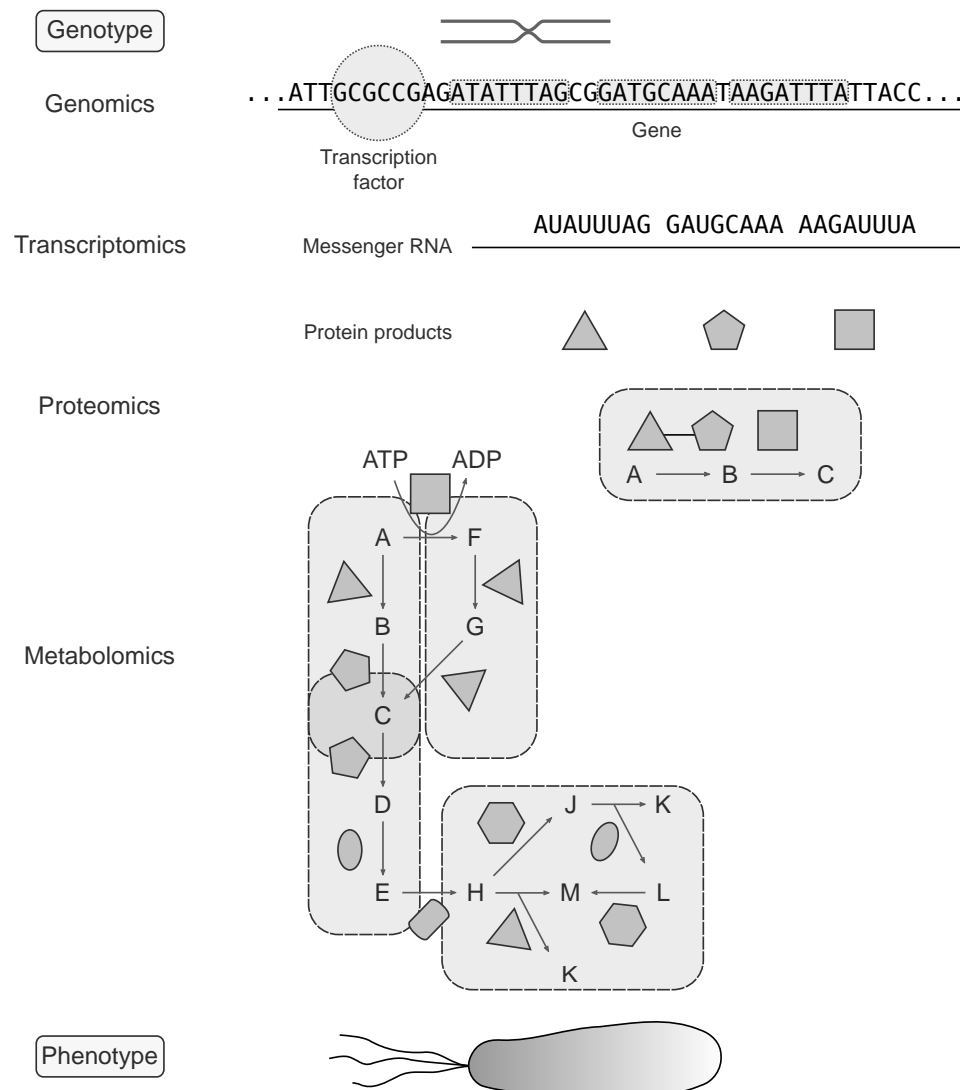 Genotype
Genomics
...ATTGCGCCGAGATATTTAGCGGATGCAAATAAGATTTATTACC...
Gene
Transcription
factor
Transcriptomics
Messenger RNA
AUAUUUAG GAUGCAAA AAGAUUUA
Protein products
Proteomics
A B C
ATP ADP
A F
B G
Metabolomics
C
D J K
E H M L
K
Phenotype